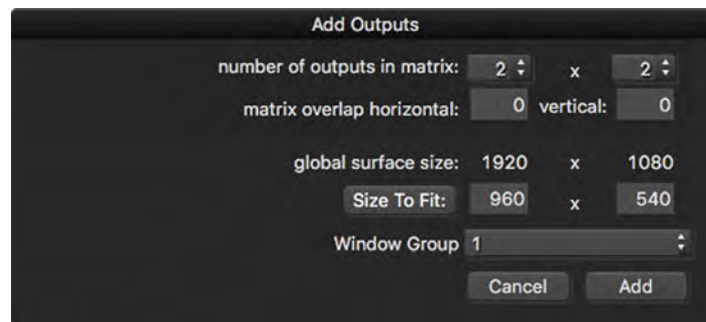 Add Outputs
number of outputs in matrix: 2 x 2
matrix overlap horizontal: 0 vertical: 0
global surface size: 1920 x 1080
Size To Fit: 960 x 540
Window Group 1
Cancel Add